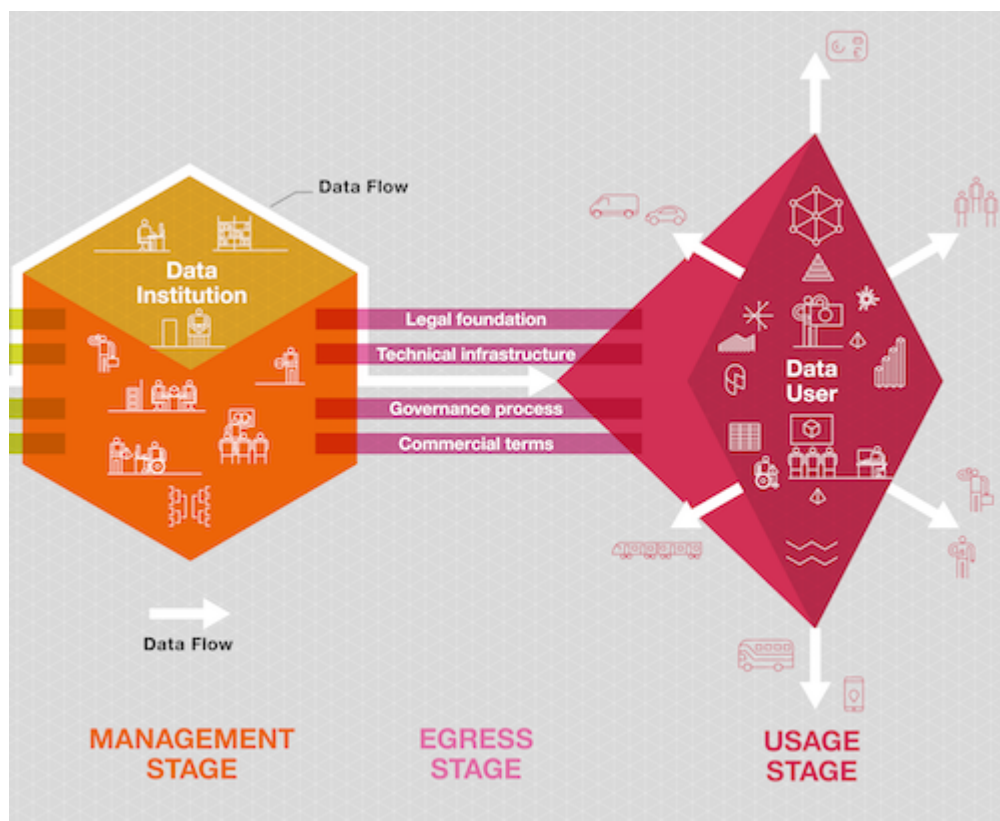 Data Flow
Data
Institution
Legal foundation
Technical infrastructure
Governance process
Commercial terms
Data
User
Data Flow
MANAGEMENT
STAGE
EGRESS
STAGE
USAGE
STAGE